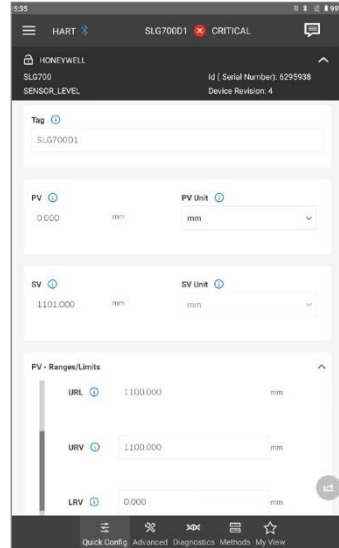 5:35 99
HART SLG700D1 CRITICAL
HONEYWELL
SLG700 Id ( Serial Number): 6295938
SENSOR_LEVEL Device Revision: 4
Tag
SLG700D1
PV PV Unit
0.000 mm mm
SV SV Unit
1101.000 mm mm
PV - Ranges/Limits
URL 1100.000 mm
URV 1100.000 mm
LRV 0.000 mm
Quick Config Advanced Diagnostics Methods My View